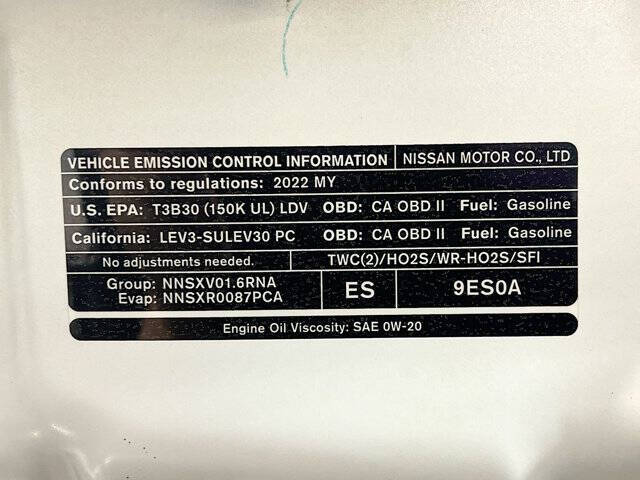 VEHICLE EMISSION CONTROL INFORMATION NISSAN MOTOR CO., LTD
Conforms to regulations: 2022 MY
U.S. EPA: T3B30 (150K UL) LDV OBD: CA OBD II Fuel: Gasoline
California: LEV3-SULEV30 PC OBD: CA OBD II Fuel: Gasoline
No adjustments needed. TWC(2)/HO2S/WR-HO2S/SFI
Group: NNSXV01.6RNA
Evap: NNSXR0087PCA
ES
9ES0A
Engine Oil Viscosity: SAE 0W-20